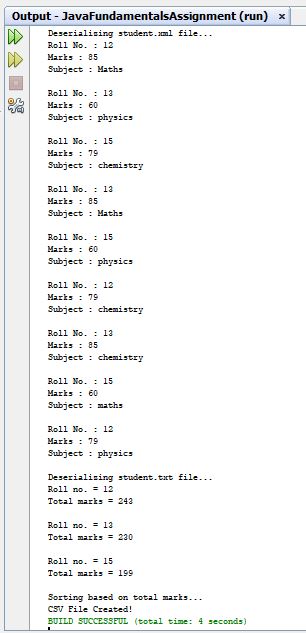 Output - JavaFundamentalsAssignment (run) ×
Deserialising student.xml file...
Roll No. : 12
Marks : 85
Subject : Maths
Roll No. : 13
Marks : 60
Subject : physics
Roll No. : 15
Marks : 79
Subject : chemistry
Roll No. : 13
Marks : 85
Subject : Maths
Roll No. : 15
Marks : 60
Subject : physics
Roll No. : 12
Marks : 79
Subject : chemistry
Roll No. : 13
Marks : 85
Subject : chemistry
Roll No. : 15
Marks : 60
Subject : maths
Roll No. : 12
Marks : 79
Subject : physics
Deserialising student.txt file...
Roll no. = 12
Total marks = 243
Roll no. = 13
Total marks = 230
Roll no. = 15
Total marks = 199
Sorting based on total marks...
CSV File Created!
BUILD SUCCESSFUL (total time: 4 seconds)